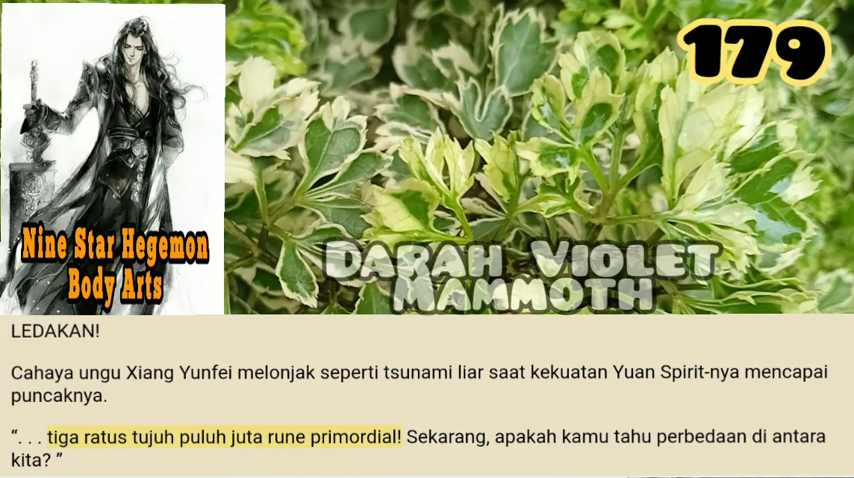 179
Nine Star Hegemon
Body Arts
DARAH VIOLET
MAMMOTH
LEDAKAN!
Cahaya ungu Xiang Yunfei melonjak seperti tsunami liar saat kekuatan Yuan Spirit-nya mencapai
puncaknya.
“. . . tiga ratus tujuh puluh juta rune primordial! Sekarang, apakah kamu tahu perbedaan di antara
kita? ”